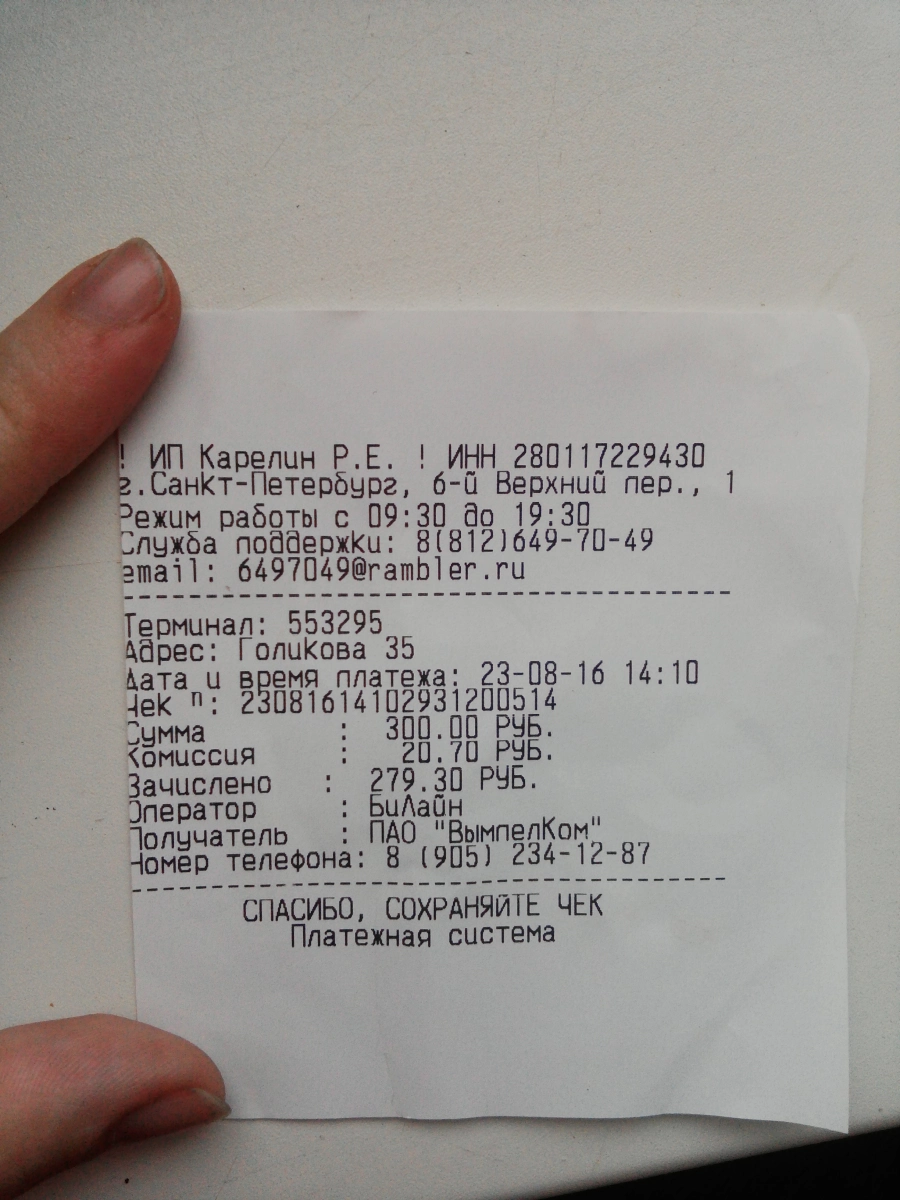 ! ИП Карелин Р.Е. ! ИНН 280117229430
г.Санкт-Петербург, 6-й Верхний пер., 1
Режим работы с 09:30 до 19:30
Служба поддержки: 8(812)649-70-49
email: 6497049@rambler.ru
--------------------------------------
Терминал: 553295
Адрес: Голикова 35
Дата и время платежа: 23-08-16 14:10
Чек п: 23081614102931200514
Сумма : 300.00 РУБ.
Комиссия : 20.70 РУБ.
Зачислено : 279.30 РУБ.
Оператор : БиЛайн
Получатель : ПАО "ВымпелКом"
Номер телефона: 8 (905) 234-12-87
--------------------------------------
СПАСИБО, СОХРАНЯЙТЕ ЧЕК
Платежная система